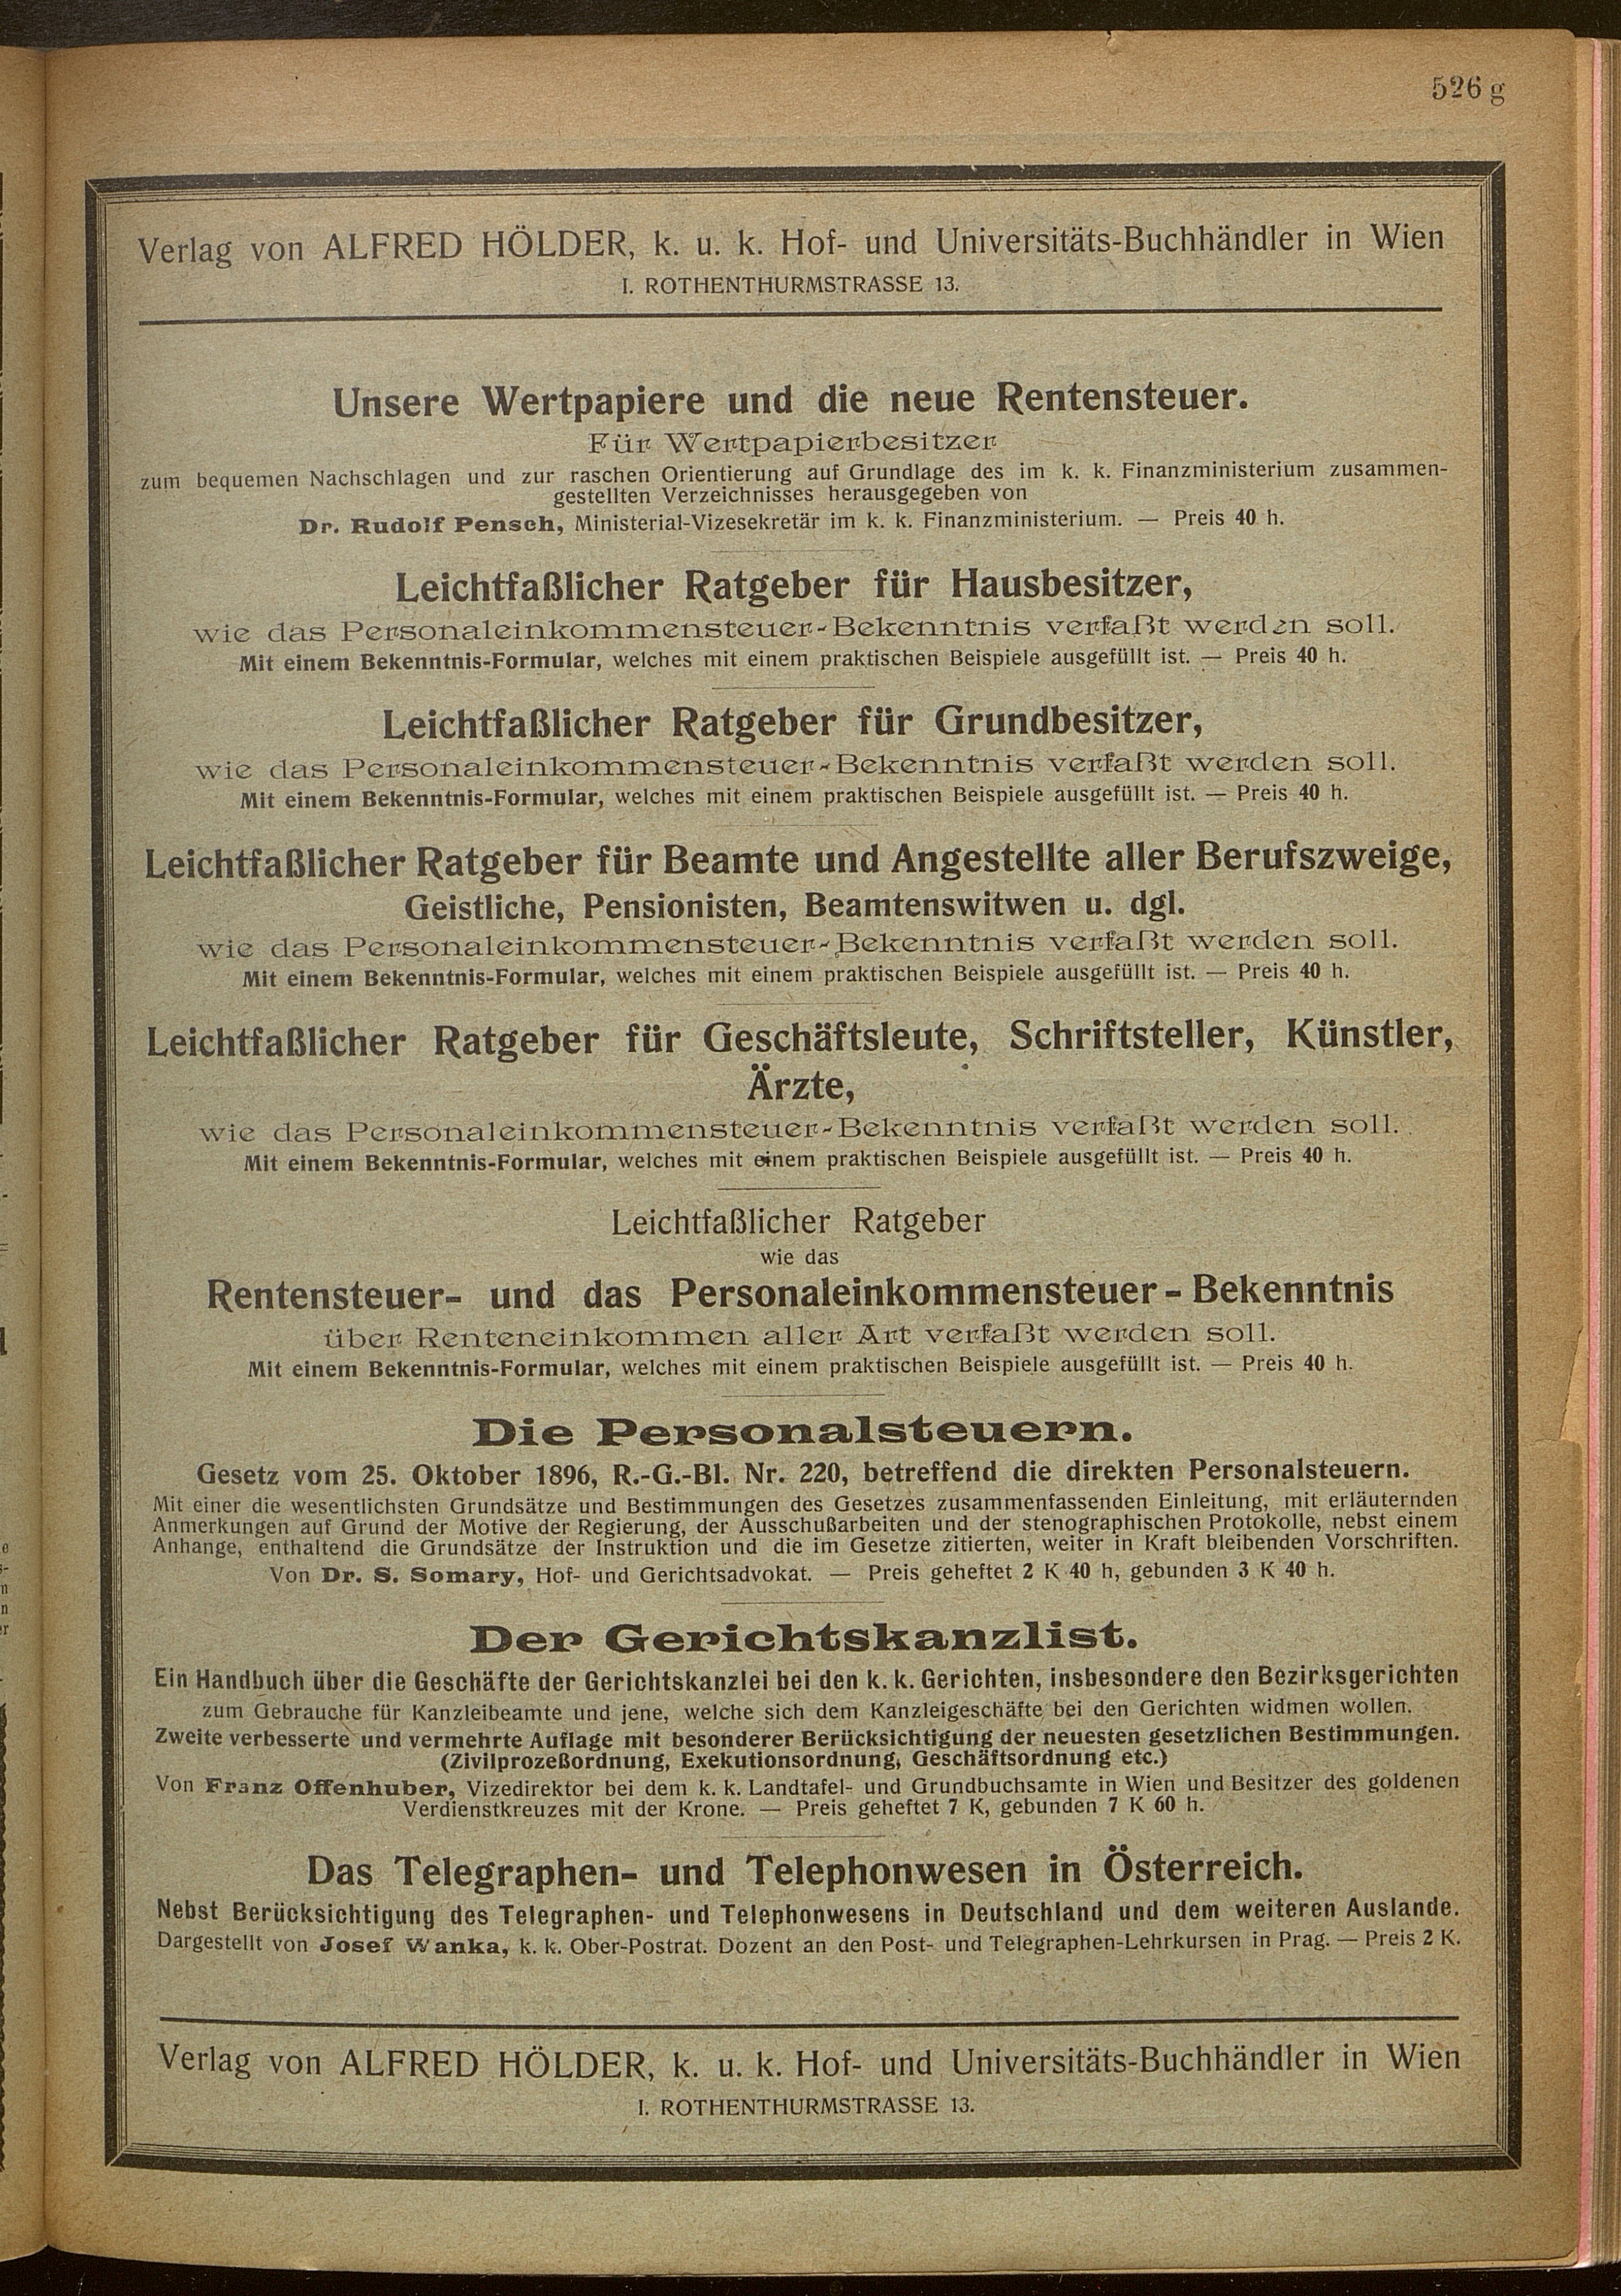 526 g
Verlag von ALFRED HÖLDER, k. u. k. Hof- und Universitäts-Buchhändler in Wien
I. ROTHENTHURMSTRASSE 13.
Unsere Wertpapiere und die neue Rentensteuer.
Für Wertpapierbesitzer
zum bequemen Nachschlagen und zur raschen Orientierung auf Grundlage des im k. k. Finanzministerium zusammen-
gestellten Verzeichnisses herausgegeben von
Dr. Rudolf Pensch, Ministerial-Vizesekretär im k. k. Finanzministerium. — Preis 40 h.
Leichtfaßlicher Ratgeber für Hausbesitzer,
wie das Personaleinkommensteuer-Bekenntnis verfaßt werden soll.
Mit einem Bekenntnis-Formular, welches mit einem praktischen Beispiele ausgefüllt ist. — Preis 40 h.
Leichtfaßlicher Ratgeber für Grundbesitzer,
wie das Personaleinkommensteuer-Bekenntnis verfaßt werden soll.
Mit einem Bekenntnis-Formular, welches mit einem praktischen Beispiele ausgefüllt ist. — Preis 40 h.
Leichtfaßlicher Ratgeber für Beamte und Angestellte aller Berufszweige,
Geistliche, Pensionisten, Beamtenswitwen u. dgl.
wie das Personaleinkommensteuer-Bekenntnis verfaßt werden soll.
Mit einem Bekenntnis-Formular, welches mit einem praktischen Beispiele ausgefüllt ist. — Preis 40 h.
Leichtfaßlicher Ratgeber für Geschäftsleute, Schriftsteller, Künstler,
Ärzte,
wie das Personaleinkommensteuer-Bekenntnis verfaßt werden soll.
Mit einem Bekenntnis-Formular, welches mit einem praktischen Beispiele ausgefüllt ist. — Preis 40 h.
Leichtfaßlicher Ratgeber
wie das
Rentensteuer- und das Personaleinkommensteuer-Bekenntnis
über Renteneinkommen aller Art verfaßt werden soll.
Mit einem Bekenntnis-Formular, welches mit einem praktischen Beispiele ausgefüllt ist. — Preis 40 h.
Die Personalsteuern.
Gesetz vom 25. Oktober 1896, R.-G.-Bl. Nr. 220, betreffend die direkten Personalsteuern.
Mit einer die wesentlichsten Grundsätze und Bestimmungen des Gesetzes zusammenfassenden Einleitung, mit erläuternden
Anmerkungen auf Grund der Motive der Regierung, der Ausschußarbeiten und der stenographischen Protokolle, nebst einem
Anhange, enthaltend die Grundsätze der Instruktion und die im Gesetze zitierten, weiter in Kraft bleibenden Vorschriften.
Von Dr. S. Somary, Hof- und Gerichtsadvokat. — Preis geheftet 2 K 40 h, gebunden 3 K 40 h.
Der Gerichtskanzlist.
Ein Handbuch über die Geschäfte der Gerichtskanzlei bei den k. k. Gerichten, insbesondere den Bezirksgerichten
zum Gebrauche für Kanzleibeamte und jene, welche sich dem Kanzleigeschäfte bei den Gerichten widmen wollen.
Zweite verbesserte und vermehrte Auflage mit besonderer Berücksichtigung der neuesten gesetzlichen Bestimmungen.
(Zivilprozeßordnung, Exekutionsordnung, Geschäftsordnung etc.)
Von Franz Offenhuber, Vizedirektor bei dem k. k. Landtafel- und Grundbuchsamte in Wien und Besitzer des goldenen
Verdienstkreuzes mit der Krone. — Preis geheftet 7 K, gebunden 7 K 60 h.
Das Telegraphen- und Telephonwesen in Österreich.
Nebst Berücksichtigung des Telegraphen- und Telephonwesens in Deutschland und dem weiteren Auslande.
Dargestellt von Josef Wanka, k. k. Ober-Postrat. Dozent an den Post- und Telegraphen-Lehrkursen in Prag. — Preis 2 K.
Verlag von ALFRED HÖLDER, k. u. k. Hof- und Universitäts-Buchhändler in Wien
I. ROTHENTHURMSTRASSE 13.